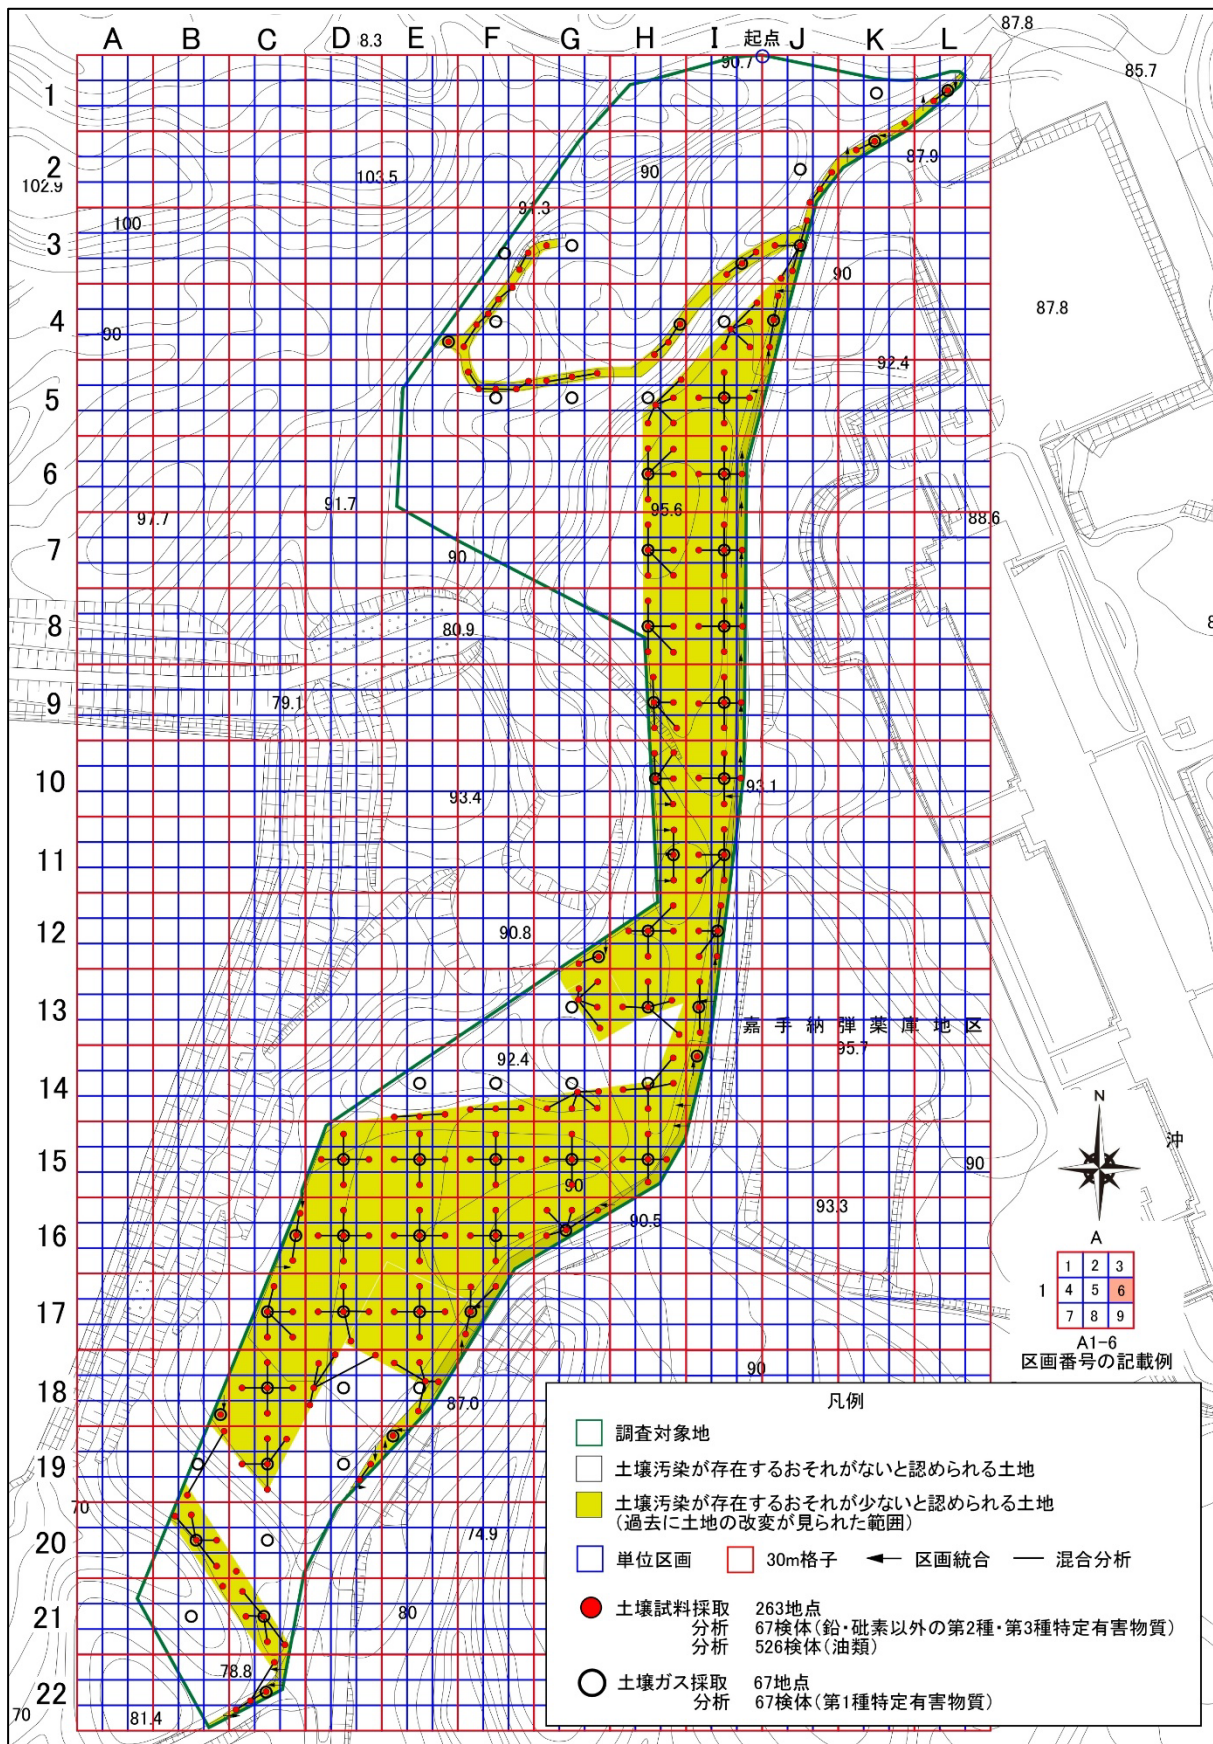 A B C D E F G H I J K L
起点
8.3
90.7
87.8
85.7
1
2
102.9
103.5
90
87.9
100
91.3
3
90
87.8
4
90
92.4
5
6
97.7
91.7
95.6
88.6
7
90
8
80.9
8
9
79.1
10
93.4
93.1
11
12
90.8
13
嘉手納弾薬庫地区
95.7
14
92.4
N
沖
15
90
90
93.3
16
90.5
A
1 2 3
1 4 5 6
7 8 9
A1-6
区画番号の記載例
17
90
18
87.0
19
70
20
74.9
21
80
22
78.8
70
81.4
凡例
調査対象地
土壌汚染が存在するおそれがないと認められる土地
土壌汚染が存在するおそれが少ないと認められる土地
(過去に土地の改変が見られた範囲)
単位区画 30m格子 区画統合 混合分析
土壌試料採取 263地点
分析 67検体(鉛・砒素以外の第2種・第3種特定有害物質)
分析 526検体(油類)
土壌ガス採取 67地点
分析 67検体(第1種特定有害物質)